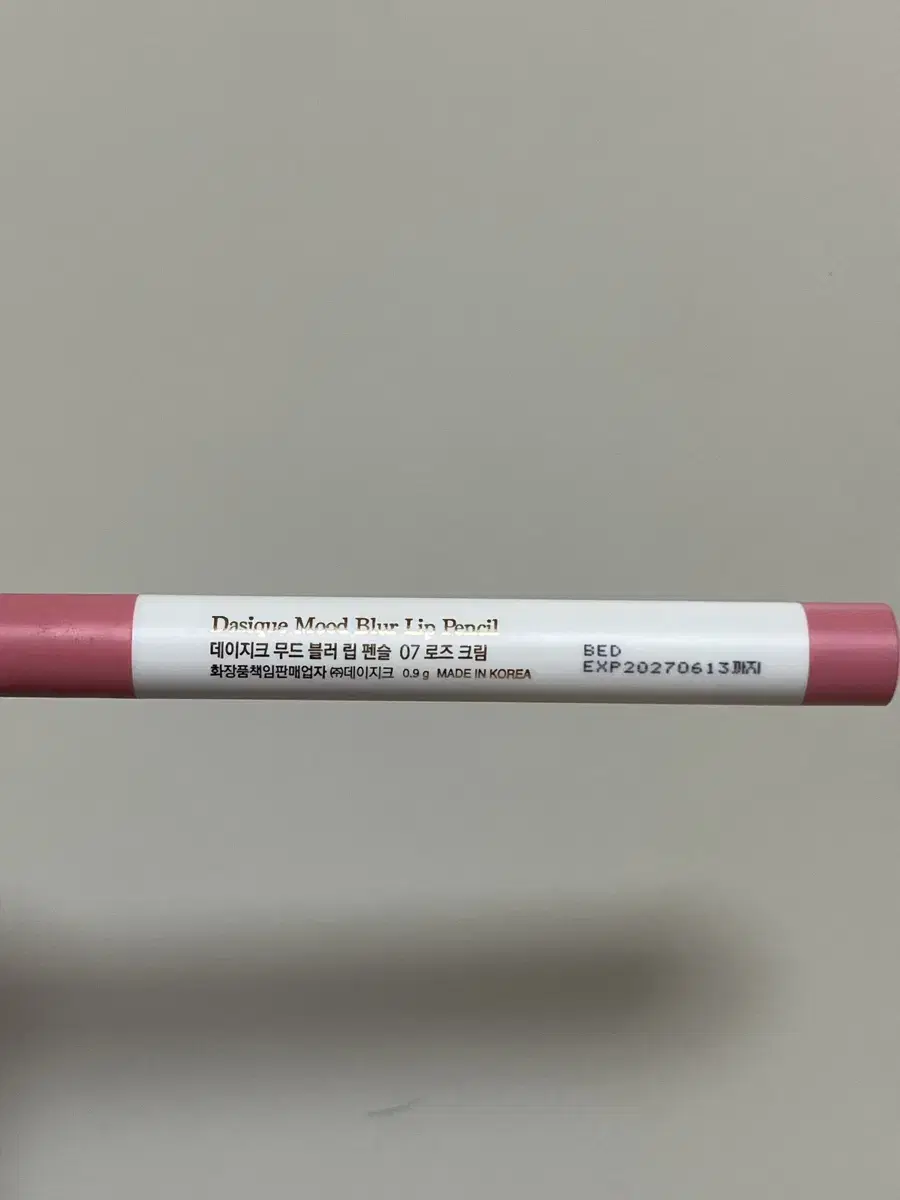 Dasique Mood Blur Lip Pencil
데이지크 무드 블러 립 펜슬 07 로즈 크림
화장품책임판매업자 ㈜데이지크 0.9 g MADE IN KOREA
BED
EXP20270613까지